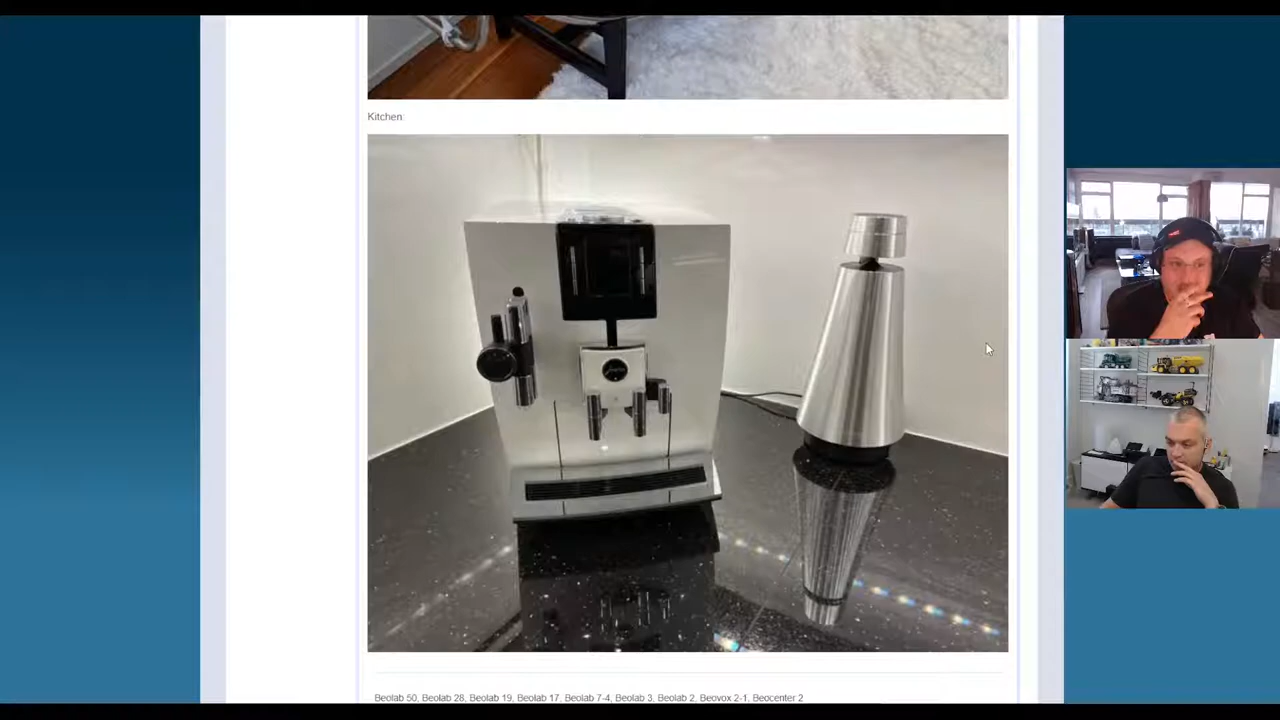 Kitchen:
Jura
Beolab 50, Beolab 28, Beolab 19, Beolab 17, Beolab 7-4, Beolab 3, Beolab 2, Beovox 2-1, Beocenter 2